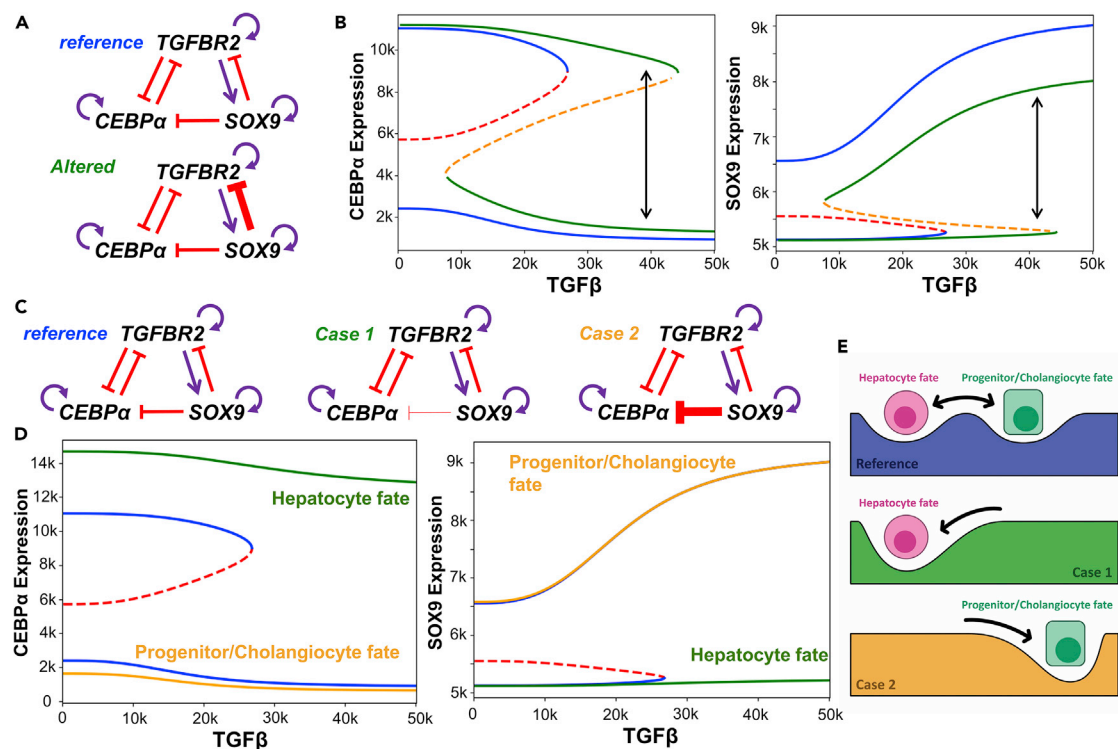 A
reference
TGFBR2
CEBPα
SOX9
Altered
TGFBR2
CEBPα
SOX9
B
CEBPα Expression
10k
8k
6k
4k
2k
0
10k
20k
30k
40k
50k
TGFβ
SOX9 Expression
9k
8k
7k
6k
5k
0
10k
20k
30k
40k
50k
TGFβ
C
reference
TGFBR2
CEBPα
SOX9
Case 1
TGFBR2
CEBPα
SOX9
Case 2
TGFBR2
CEBPα
SOX9
D
CEBPα Expression
14k
12k
10k
8k
6k
4k
2k
0
Hepatocyte fate
Progenitor/Cholangiocyte fate
0
10k
20k
30k
40k
50k
TGFβ
SOX9 Expression
9k
8k
7k
6k
5k
Progenitor/Cholangiocyte
fate
Hepatocyte fate
0
10k
20k
30k
40k
50k
TGFβ
E
Hepatocyte fate
Progenitor/Cholangiocyte fate
Reference
Hepatocyte fate
Case 1
Progenitor/Cholangiocyte fate
Case 2